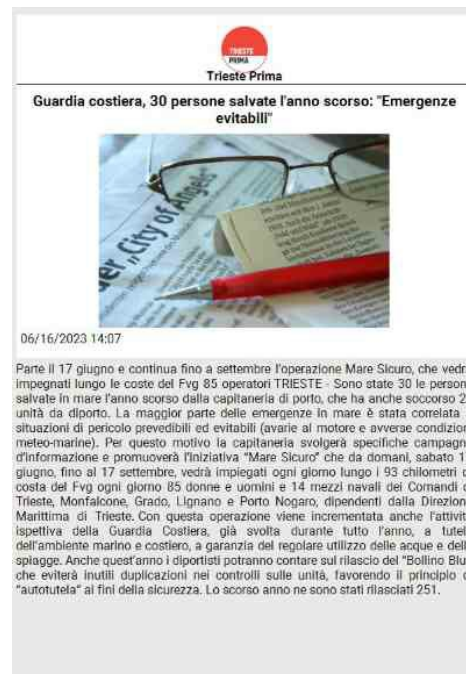 TRIESTE
PRIMA
Trieste Prima
Guardia costiera, 30 persone salvate l'anno scorso: "Emergenze
evitabili"
City of Angels"
06/16/2023 14:07
Parte il 17 giugno e continua fino a settembre l'operazione Mare Sicuro, che vedr
impegnati lungo le coste del Fvg 85 operatori TRIESTE - Sono state 30 le person
salvate in mare l'anno scorso dalla capitaneria di porto, che ha anche soccorso 2
unità da diporto. La maggior parte delle emergenze in mare è stata correlata
situazioni di pericolo prevedibili ed evitabili (avarie al motore e avverse condizion
meteo-marine). Per questo motivo la capitaneria svolgerà specifiche campagn
d'informazione e promuoverà l'iniziativa "Mare Sicuro" che da domani, sabato 1
giugno, fino al 17 settembre, vedrà impiegati ogni giorno lungo i 93 chilometri d
costa del Fvg ogni giorno 85 donne e uomini e 14 mezzi navali dei Comandi d
Trieste, Monfalcone, Grado, Lignano e Porto Nogaro, dipendenti dalla Direzion
Marittima di Trieste. Con questa operazione viene incrementata anche l'attivit
ispettiva della Guardia Costiera, già svolta durante tutto l'anno, a tutel
dell'ambiente marino e costiero, a garanzia del regolare utilizzo delle acque e dell
spiagge. Anche quest'anno i diportisti potranno contare sul rilascio del "Bollino Blu
che eviterà inutili duplicazioni nei controlli sulle unità, favorendo il principio d
"autotutela" ai fini della sicurezza. Lo scorso anno ne sono stati rilasciati 251.